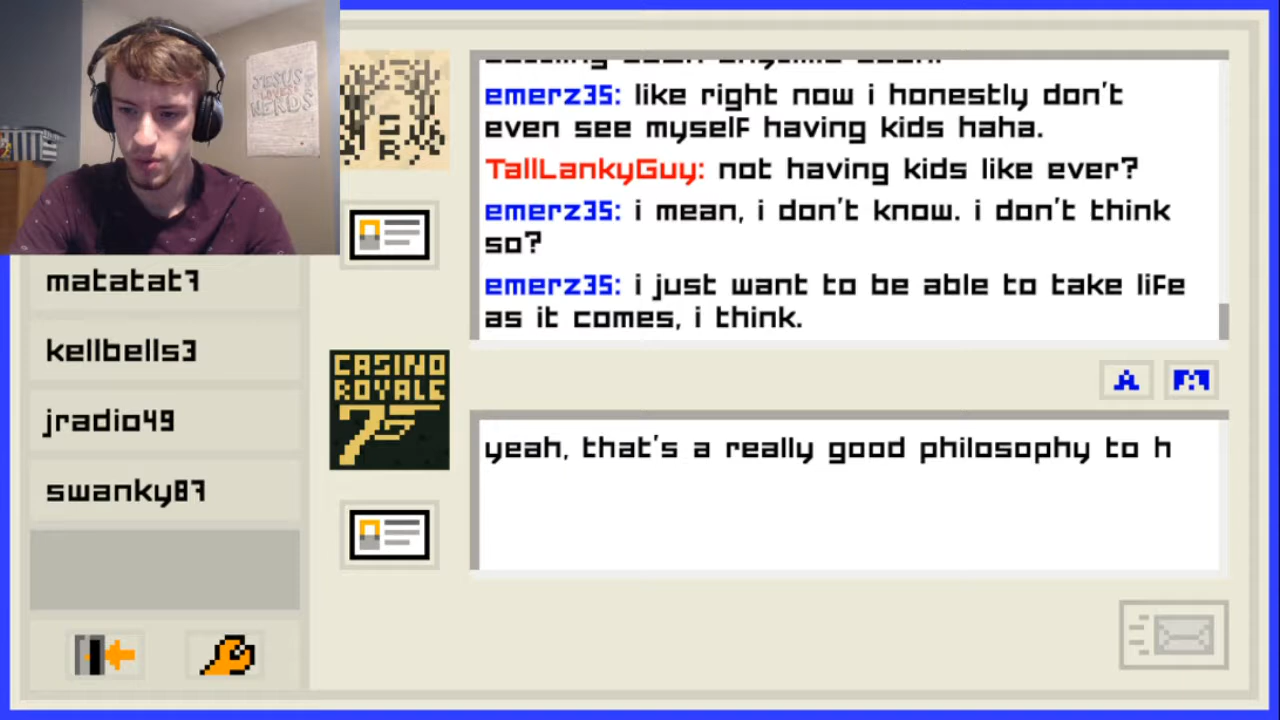 JESUS
NERDS
emerz35: like right now i honestly don't
even see myself having kids haha.
TallLankyGuy: not having kids like ever?
emerz35: i mean, i don't know. i don't think
so?
emerz35: i just want to be able to take life
as it comes, i think.
matatat7
kellbells3
jradio49
swanky87
S
R
CASINO
ROYALE
7
A
yeah, that's a really good philosophy to h